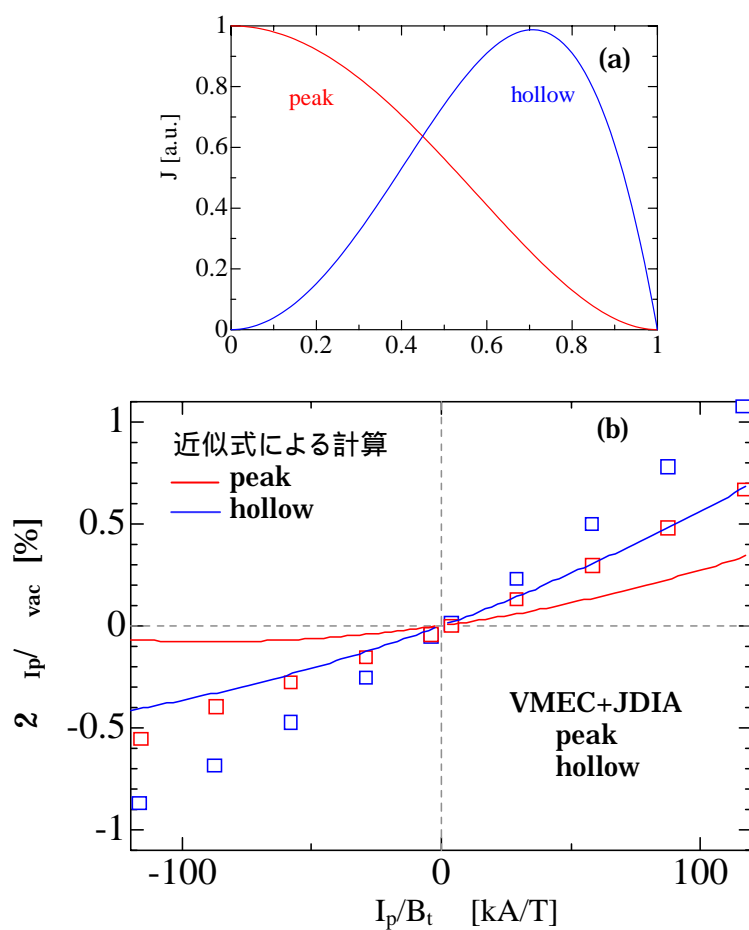 1
0.8
0.6
0.4
0.2
0
J [a.u.]
peak
hollow
(a)
0 0.2 0.4 0.6 0.8 1
1
0.5
0
-0.5
-1
2 Ip/ vac [%]
(b)
近似式による計算
peak
hollow
VMEC+JDIA
peak
hollow
-100 0 100
Ip/Bt [kA/T]